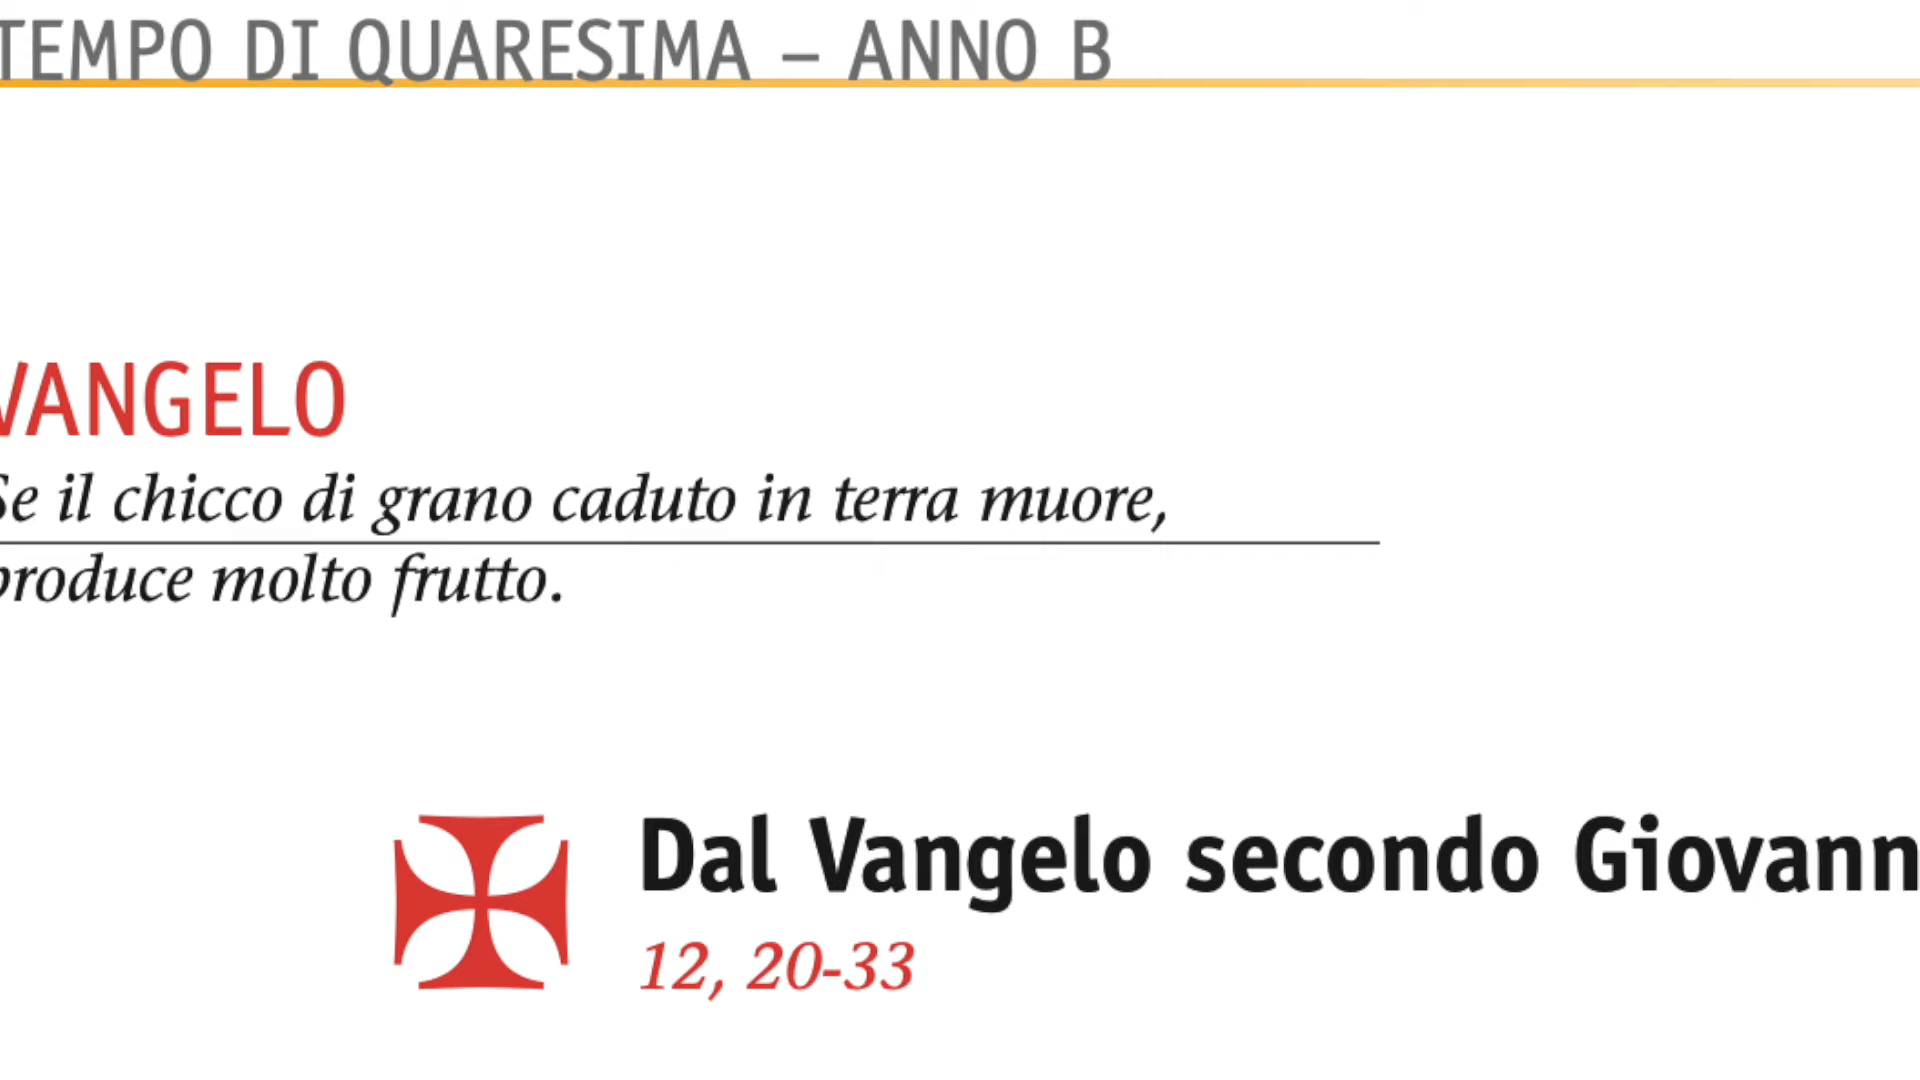 TEMPO DI QUARESIMA – ANNO B
VANGELO
Se il chicco di grano caduto in terra muore,
produce molto frutto.
Dal Vangelo secondo Giovann
12, 20-33